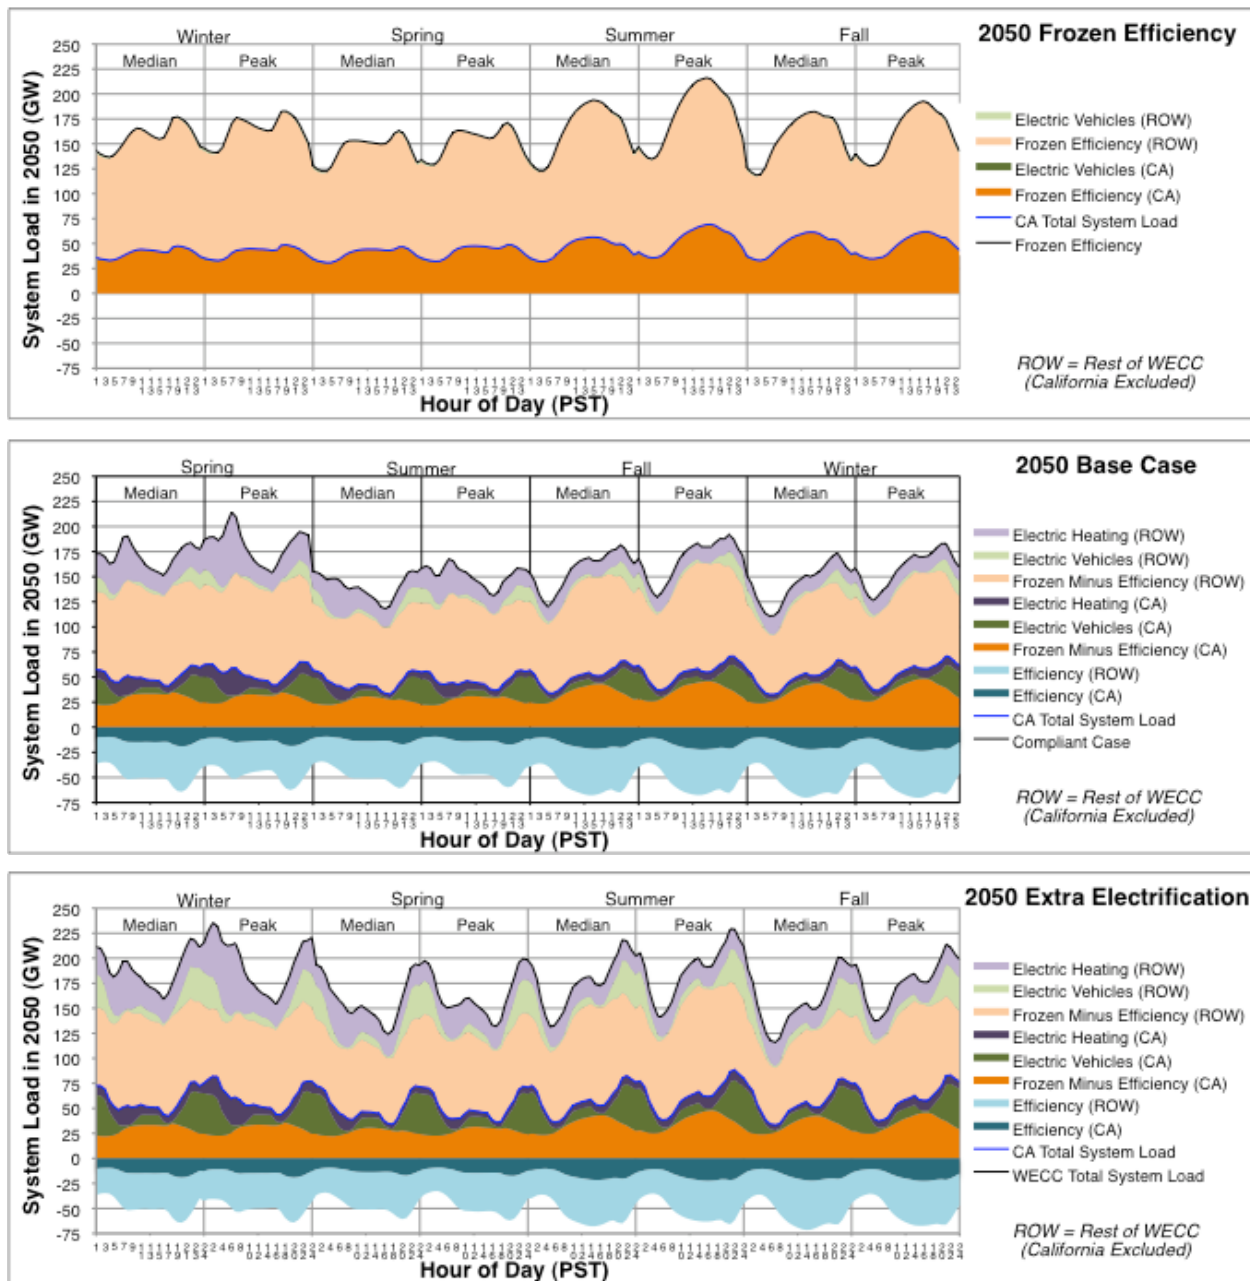 2050 Frozen Efficiency
Winter Spring Summer Fall
Median Peak Median Peak Median Peak Median Peak
System Load in 2050 (GW)
250
225
200
175
150
125
100
75
50
25
0
-25
-50
-75
Hour of Day (PST)
Electric Vehicles (ROW)
Frozen Efficiency (ROW)
Electric Vehicles (CA)
Frozen Efficiency (CA)
CA Total System Load
Frozen Efficiency
ROW = Rest of WECC
(California Excluded)
2050 Base Case
Spring Summer Fall Winter
Median Peak Median Peak Median Peak Median Peak
System Load in 2050 (GW)
250
225
200
175
150
125
100
75
50
25
0
-25
-50
-75
Hour of Day (PST)
Electric Heating (ROW)
Electric Vehicles (ROW)
Frozen Minus Efficiency (ROW)
Electric Heating (CA)
Electric Vehicles (CA)
Frozen Minus Efficiency (CA)
Efficiency (ROW)
Efficiency (CA)
CA Total System Load
Compliant Case
ROW = Rest of WECC
(California Excluded)
2050 Extra Electrification
Winter Spring Summer Fall
Median Peak Median Peak Median Peak Median Peak
System Load in 2050 (GW)
250
225
200
175
150
125
100
75
50
25
0
-25
-50
-75
Hour of Day (PST)
Electric Heating (ROW)
Electric Vehicles (ROW)
Frozen Minus Efficiency (ROW)
Electric Heating (CA)
Electric Vehicles (CA)
Frozen Minus Efficiency (CA)
Efficiency (ROW)
Efficiency (CA)
CA Total System Load
WECC Total System Load
ROW = Rest of WECC
(California Excluded)